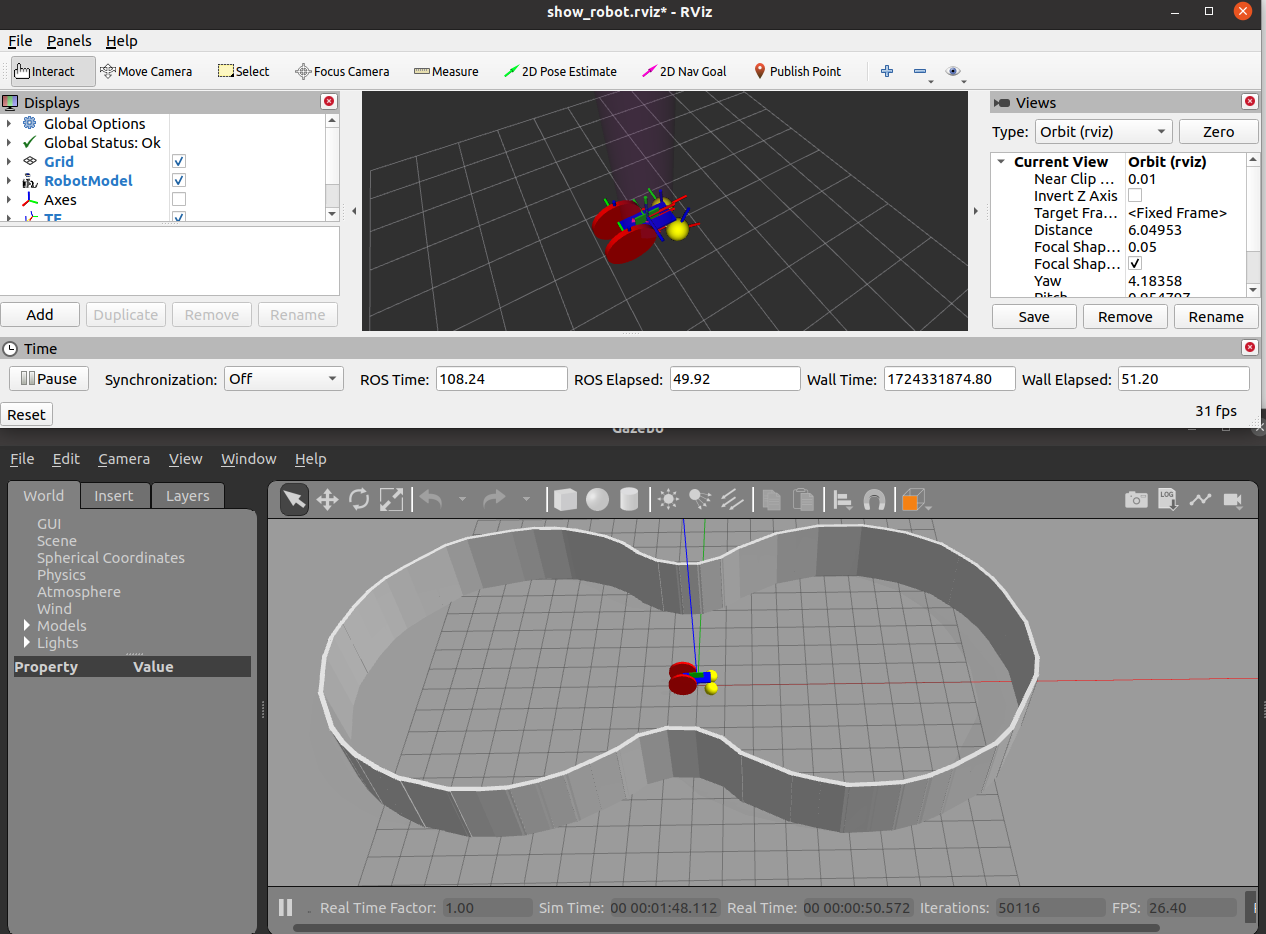 show_robot.rviz* - RViz
File Panels Help
Interact Move Camera Select Focus Camera Measure 2D Pose Estimate 2D Nav Goal Publish Point
Displays
Global Options
Global Status: Ok
Grid
RobotModel
Axes
TF
Add Duplicate Remove Rename
Views
Type: Orbit (rviz) Zero
Current View Orbit (rviz)
Near Clip ... 0.01
Invert Z Axis
Target Fra... <Fixed Frame>
Distance 6.04953
Focal Shap... 0.05
Focal Shap...
Yaw 4.18358
Pitch 0.954797
Save Remove Rename
Time
Pause Synchronization: Off ROS Time: 108.24 ROS Elapsed: 49.92 Wall Time: 1724331874.80 Wall Elapsed: 51.20
Reset 31 fps
Gazebo
File Edit Camera View Window Help
World Insert Layers
LOG
GUI
Scene
Spherical Coordinates
Physics
Atmosphere
Wind
Models
Lights
Property Value
Real Time Factor: 1.00 Sim Time: 00 00:01:48.112 Real Time: 00 00:00:50.572 Iterations: 50116 FPS: 26.40